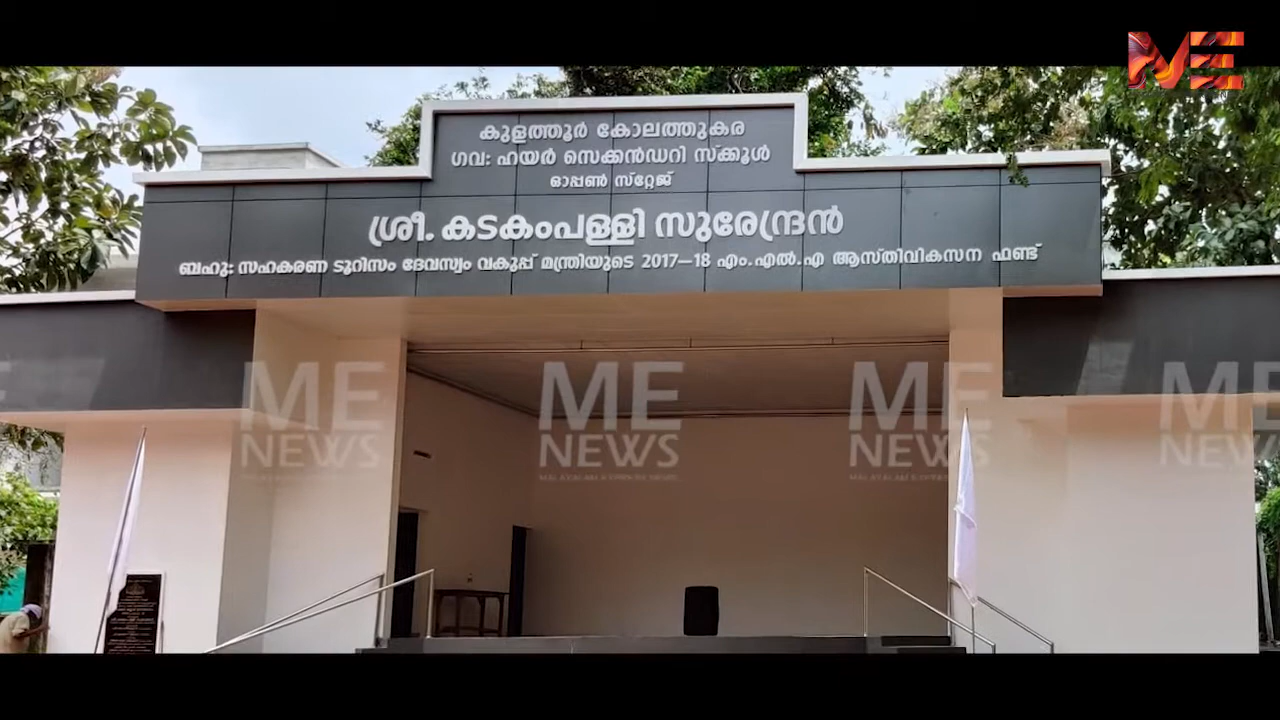 ME
കുളത്തൂർ കോലത്തുകര
ഗവ: ഹയർ സെക്കൻഡറി സ്ക്കൂൾ
ഓപ്പൺ സ്റ്റേജ്
ശ്രീ. കടകംപള്ളി സുരേന്ദ്രൻ
ബഹു:: സഹകരണ ടൂറിസം ദേവസ്വം വകുപ്പ് മന്ത്രിയുടെ 2017-18 എം.എൽ.എ ആസ്തിവികസന ഫണ്ട്
ME ME ME ME
NEWS NEWS NEWS NEWS